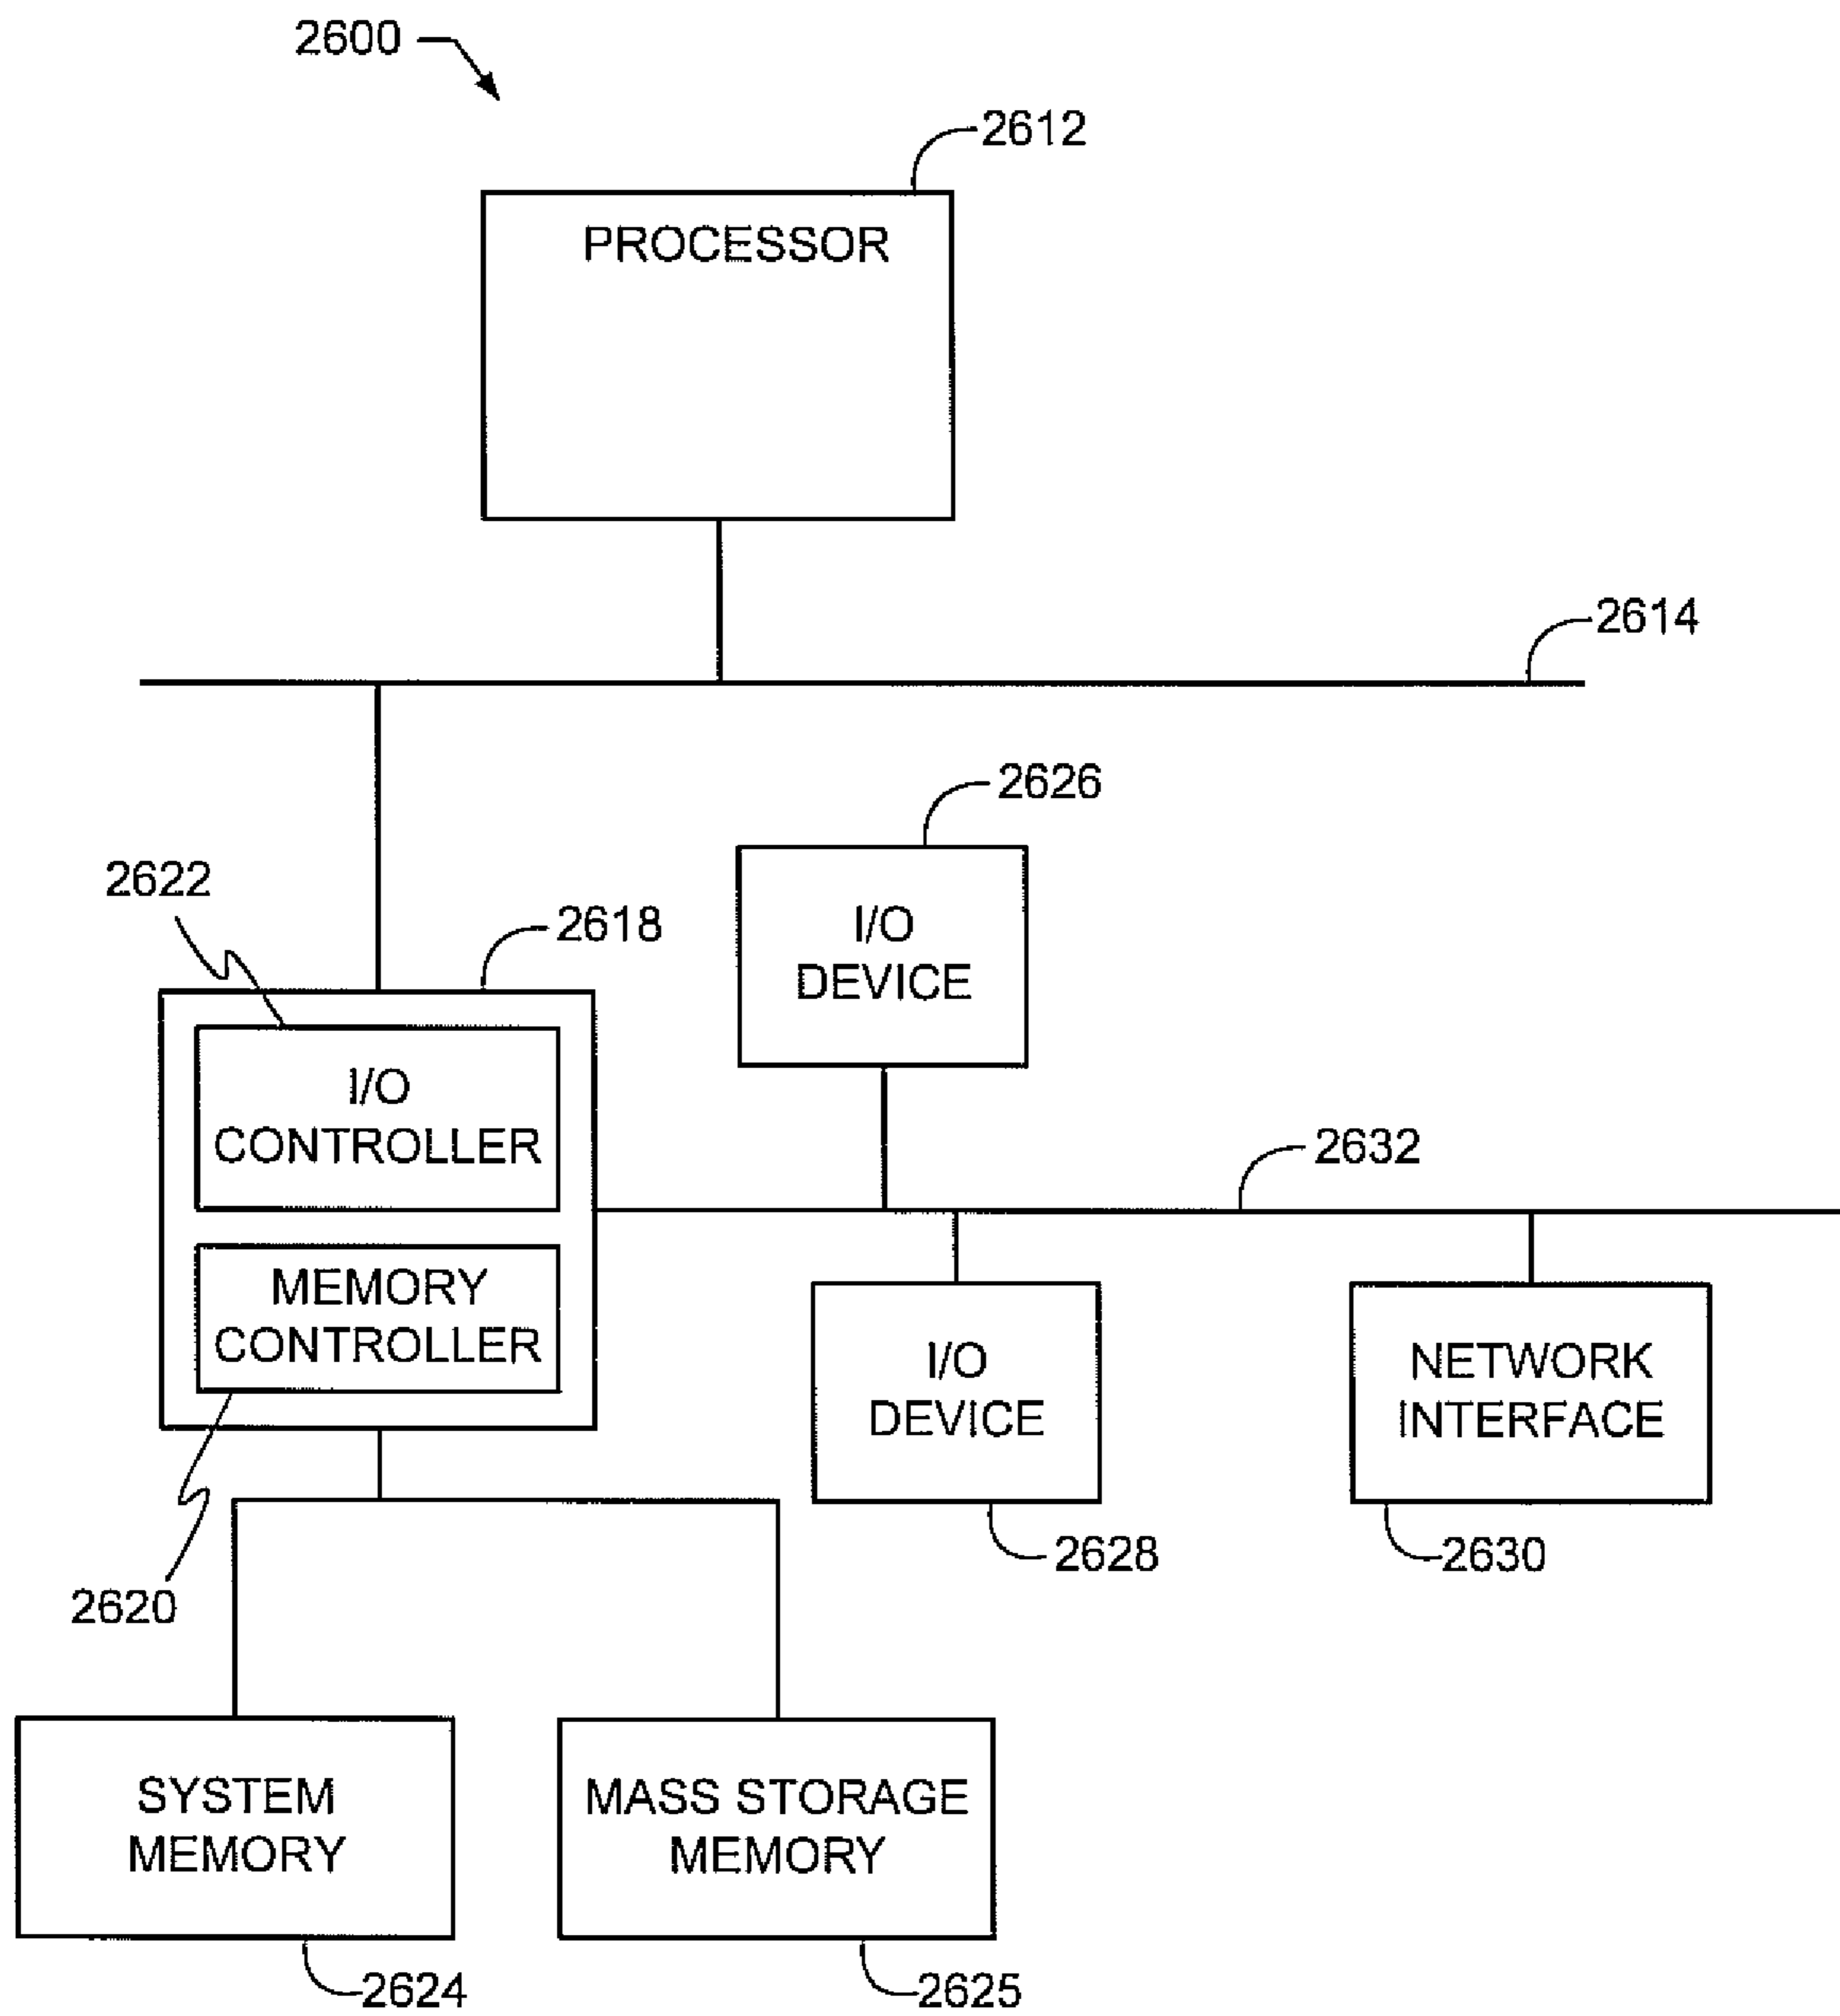 2600
2612
PROCESSOR
2614
2626
2622
2618
I/O
DEVICE
I/O
CONTROLLER
2632
MEMORY
CONTROLLER
I/O
DEVICE
NETWORK
INTERFACE
2628
2630
2620
SYSTEM
MEMORY
MASS STORAGE
MEMORY
2624
2625